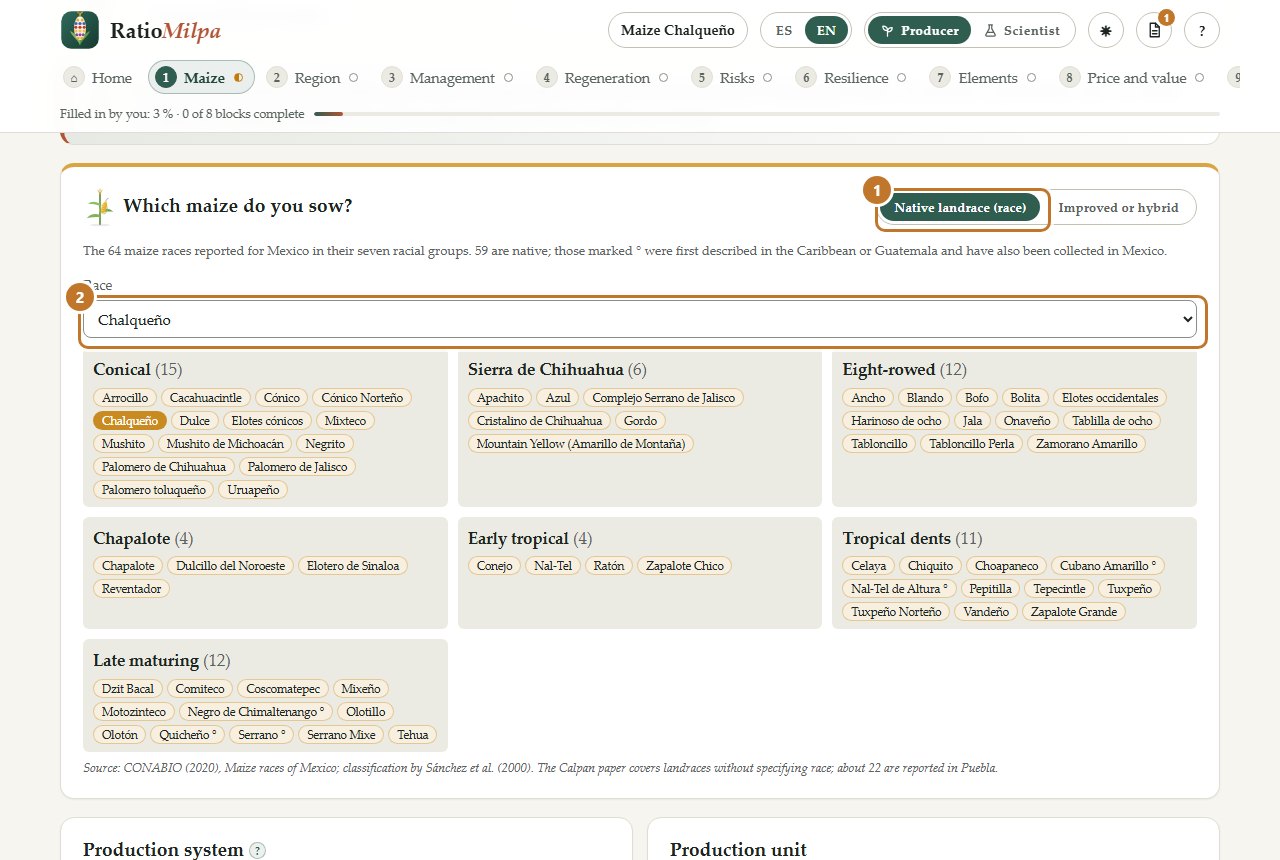 RatioMilpa
Maize Chalqueño
ES EN
Producer Scientist
1
?
Home
1 Maize
2 Region
3 Management
4 Regeneration
5 Risks
6 Resilience
7 Elements
8 Price and value
Filled in by you: 3 % · 0 of 8 blocks complete
Which maize do you sow?
1
Native landrace (race) Improved or hybrid
The 64 maize races reported for Mexico in their seven racial groups. 59 are native; those marked ° were first described in the Caribbean or Guatemala and have also been collected in Mexico.
2
Chalqueño
Conical (15)
Arrocillo Cacahuacintle Cónico Cónico Norteño
Chalqueño Dulce Elotes cónicos Mixteco
Mushito Mushito de Michoacán Negrito
Palomero de Chihuahua Palomero de Jalisco
Palomero toluqueño Uruapeño
Sierra de Chihuahua (6)
Apachito Azul Complejo Serrano de Jalisco
Cristalino de Chihuahua Gordo
Mountain Yellow (Amarillo de Montaña)
Eight-rowed (12)
Ancho Blando Bofo Bolita Elotes occidentales
Harinoso de ocho Jala Onaveño Tablilla de ocho
Tabloncillo Tabloncillo Perla Zamorano Amarillo
Chapalote (4)
Chapalote Dulcillo del Noroeste Elotero de Sinaloa
Reventador
Early tropical (4)
Conejo Nal-Tel Ratón Zapalote Chico
Tropical dents (11)
Celaya Chiquito Choapaneco Cubano Amarillo °
Nal-Tel de Altura ° Pepitilla Tepecintle Tuxpeño
Tuxpeño Norteño Vandeño Zapalote Grande
Late maturing (12)
Dzit Bacal Comiteco Coscomatepec Mixeño
Motozinteco Negro de Chimaltenango ° Olotillo
Olotón Quicheño ° Serrano ° Serrano Mixe Tehua
Source: CONABIO (2020), Maize races of Mexico; classification by Sánchez et al. (2000). The Calpan paper covers landraces without specifying race; about 22 are reported in Puebla.
Production system ?
Production unit